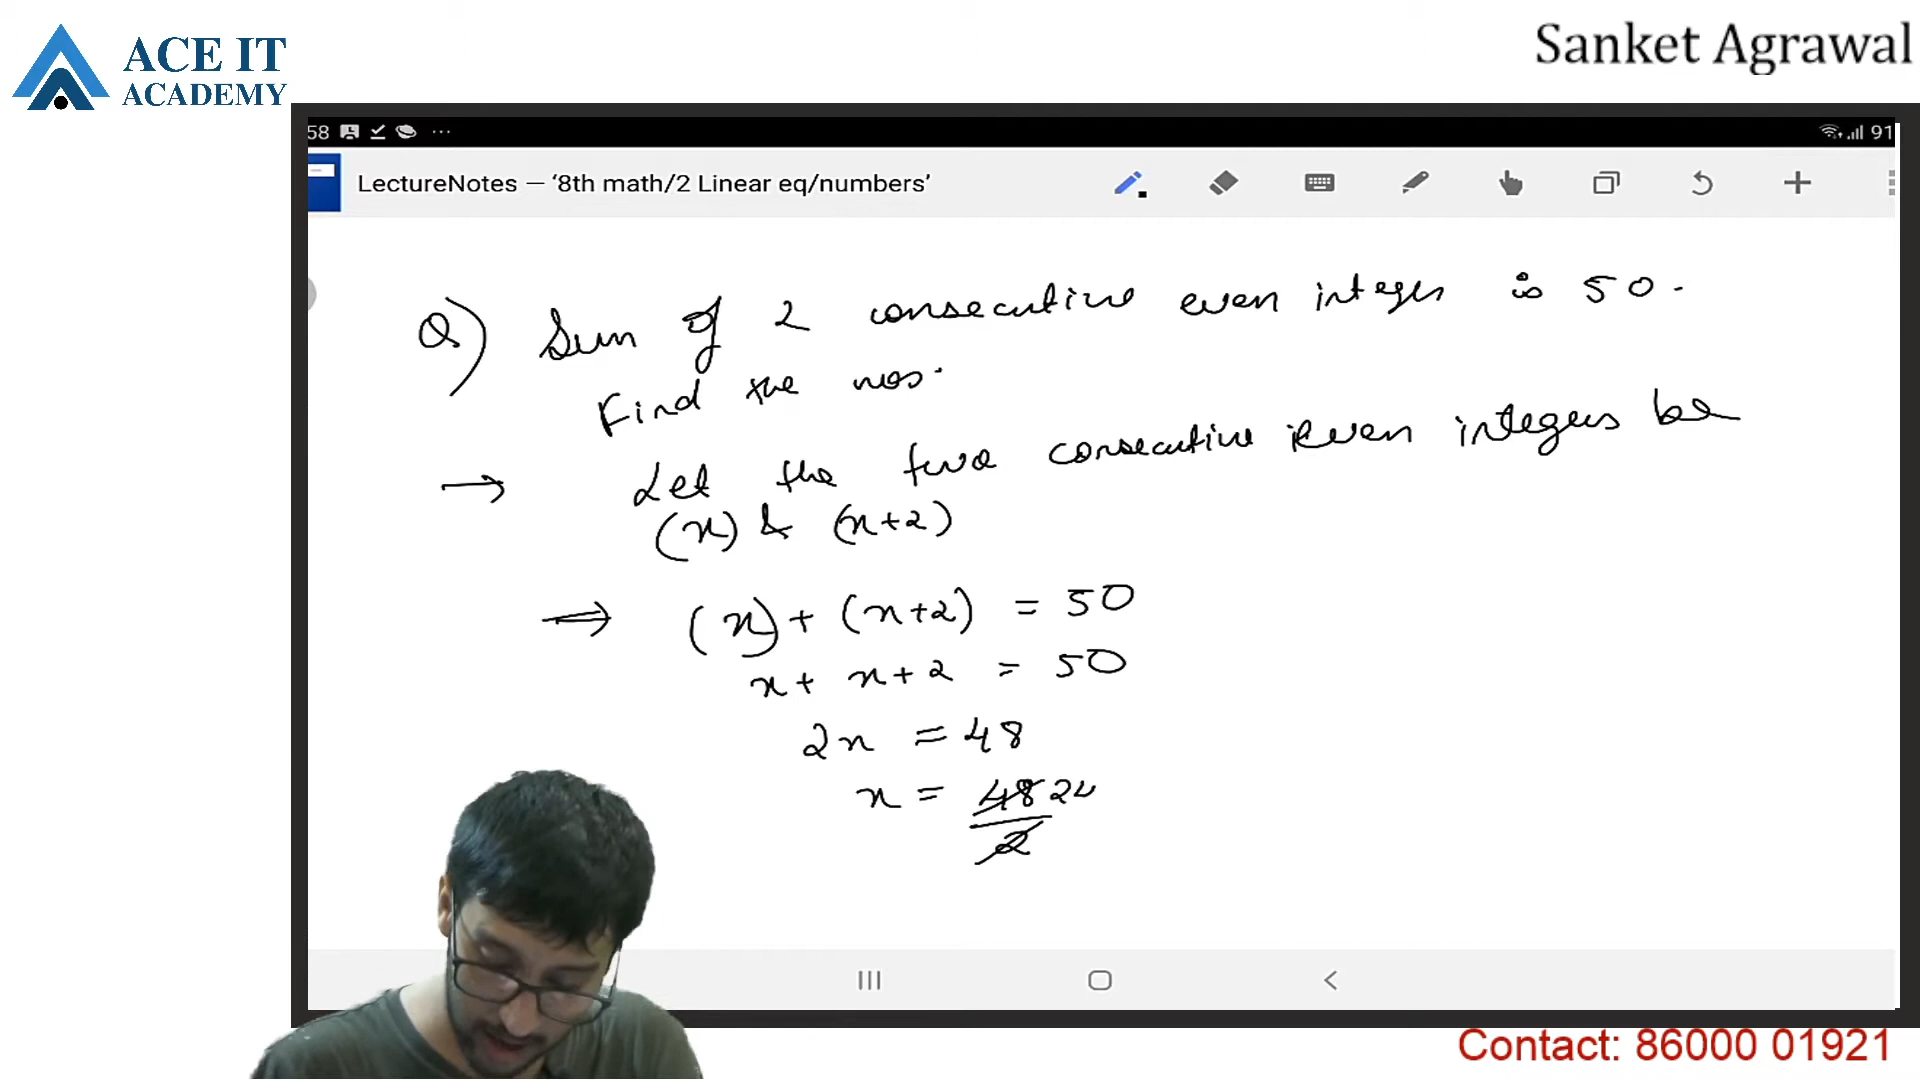 ACE IT
ACADEMY
Sanket Agrawal
58 ... 91
LectureNotes — ‘8th math/2 Linear eq/numbers’
Q) Sum of 2 consecutive even integer is 50.
Find the nos.
→ Let the two consecutive even integers be
(x) & (x+2)
⇒ (x) + (x+2) = 50
x + x+2 = 50
2x = 48
x = 48 24
2
Contact: 86000 01921